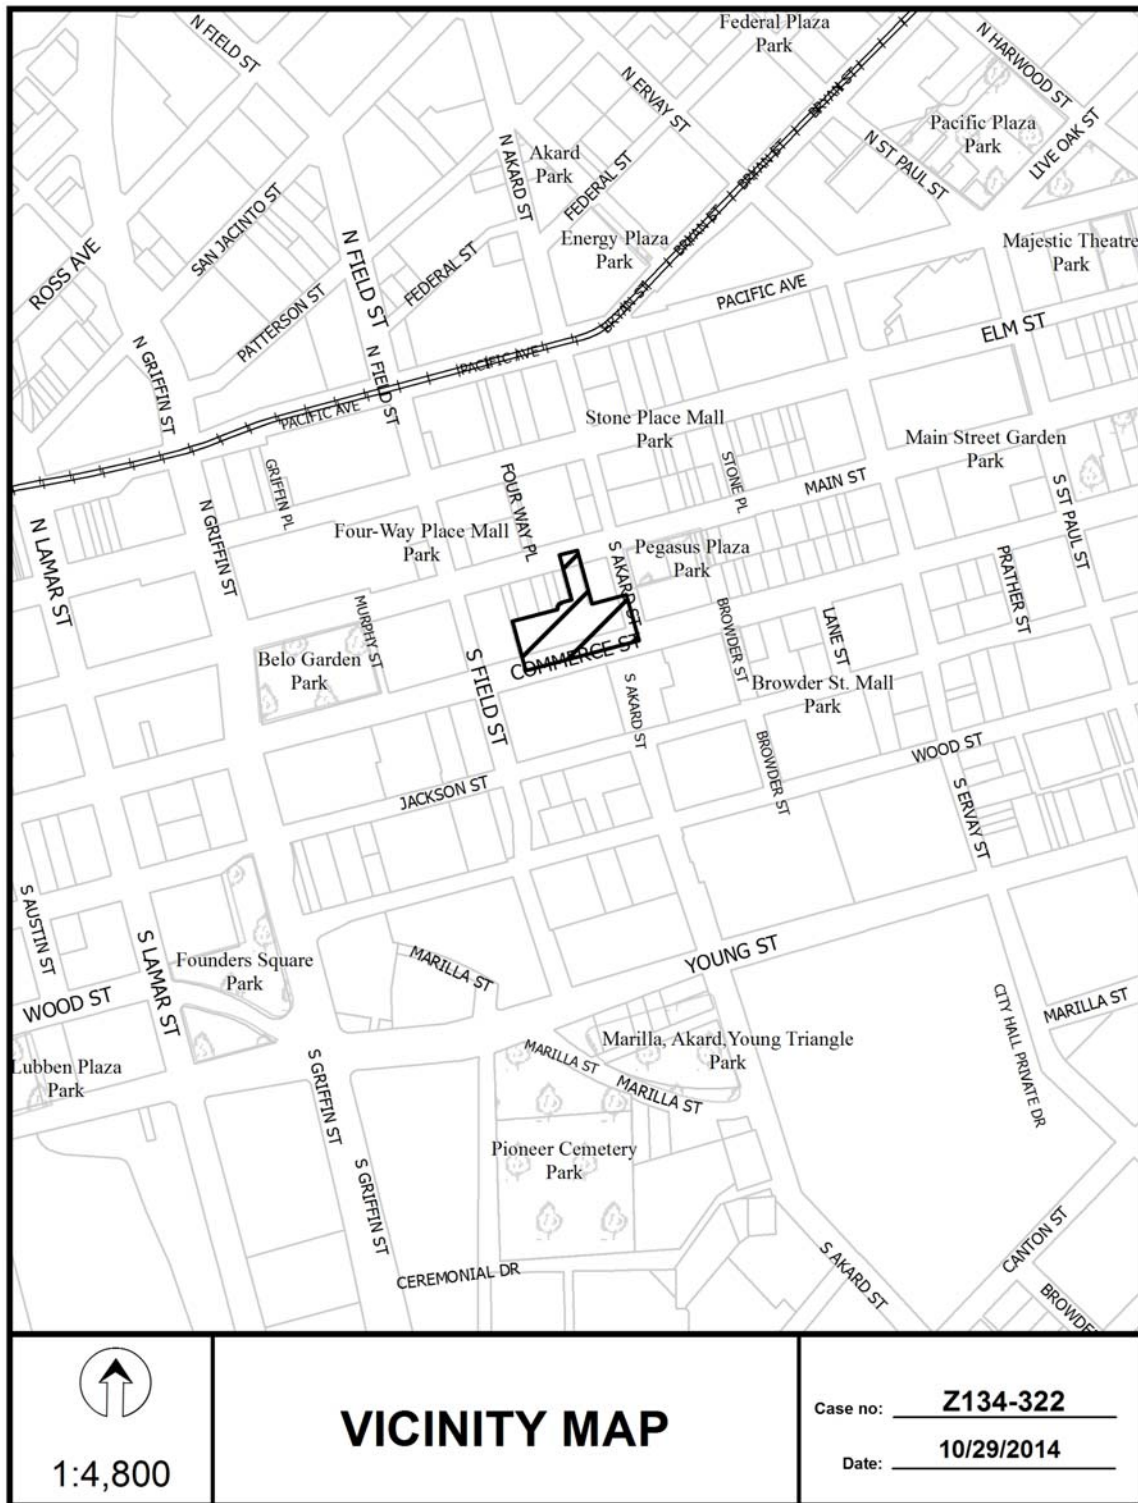 Federal Plaza
Park
N FIELD ST
N HARWOOD ST
N ERVAY ST
BRYAN ST
Pacific Plaza
Park
N AKARD ST
Akard
Park
FEDERAL ST
N ST PAUL ST
LIVE OAK ST
BRYAN ST
SAN JACINTO ST
BRYAN ST
ROSS AVE
N FIELD ST
FEDERAL ST
Energy Plaza
Park
Majestic Theatre
Park
PATTERSON ST
BRYAN ST
PACIFIC AVE
ELM ST
N GRIFFIN ST
N FIELD ST
PACIFIC AVE
PACIFIC AVE
Stone Place Mall
Park
Main Street Garden
Park
GRIFFIN PL
FOUR WAY PL
STONE PL
MAIN ST
S ST PAUL ST
N LAMAR ST
N GRIFFIN ST
Four-Way Place Mall
Park
S AKARD ST
Pegasus Plaza
Park
PRATHER ST
MURPHY ST
BROWDER ST
LANE ST
Belo Garden
Park
S FIELD ST
COMMERCE ST
S AKARD ST
Browder St. Mall
Park
BROWDER ST
WOOD ST
JACKSON ST
S ERVAY ST
S AUSTIN ST
S LAMAR ST
Founders Square
Park
MARILLA ST
YOUNG ST
WOOD ST
CITY HALL PRIVATE DR
MARILLA ST
Lubben Plaza
Park
S GRIFFIN ST
MARILLA ST
Marilla, Akard,Young Triangle
Park
MARILLA ST
Pioneer Cemetery
Park
S GRIFFIN ST
CEREMONIAL DR
S AKARD ST
CANTON ST
BROWDE
1:4,800
VICINITY MAP
Case no: Z134-322
Date: 10/29/2014